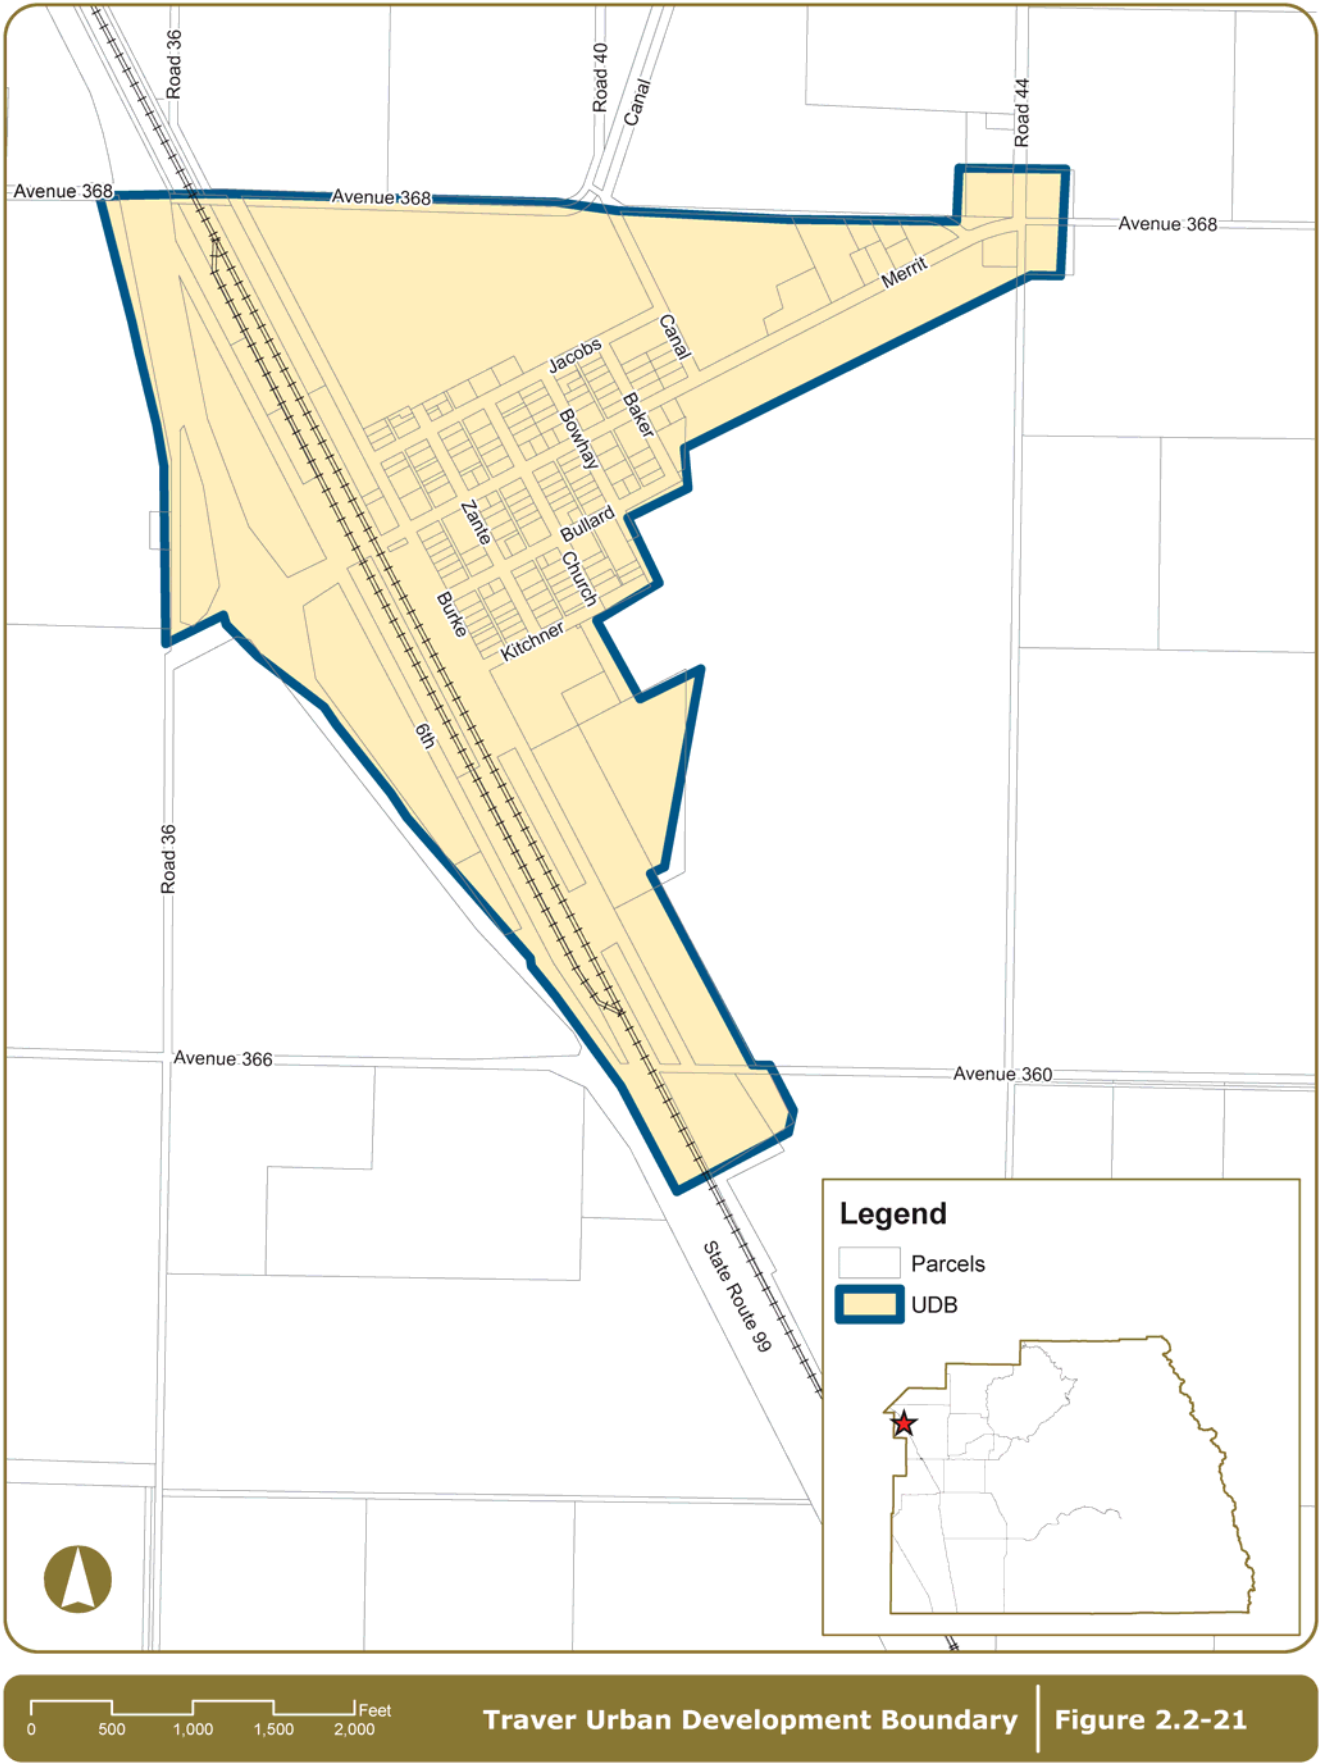 Road 36
Road 40
Canal
Road 44
Avenue 368
Avenue 368
Avenue 368
Merrit
Canal
Jacobs
Baker
Bowhay
Zante
Bullard
Church
Burke
Kitchner
6th
Road 36
Avenue 366
Avenue 360
State Route 99
Legend
Parcels
UDB
Feet
0 500 1,000 1,500 2,000
Traver Urban Development Boundary
Figure 2.2-21